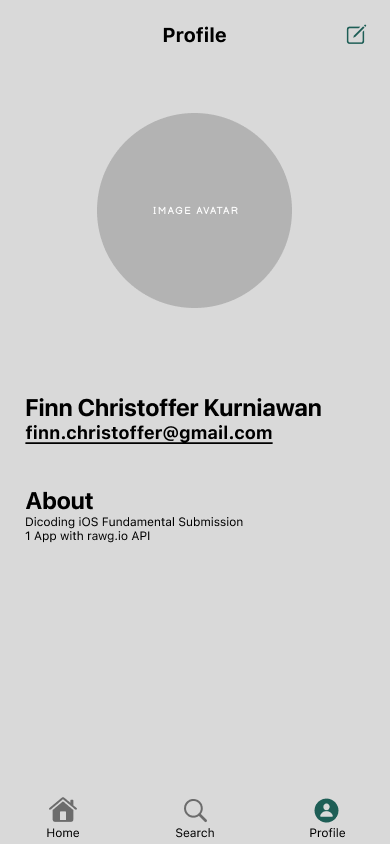 Profile
IMAGE AVATAR
Finn Christoffer Kurniawan
finn.christoffer@gmail.com
About
Dicoding iOS Fundamental Submission
1 App with rawg.io API
Home
Search
Profile